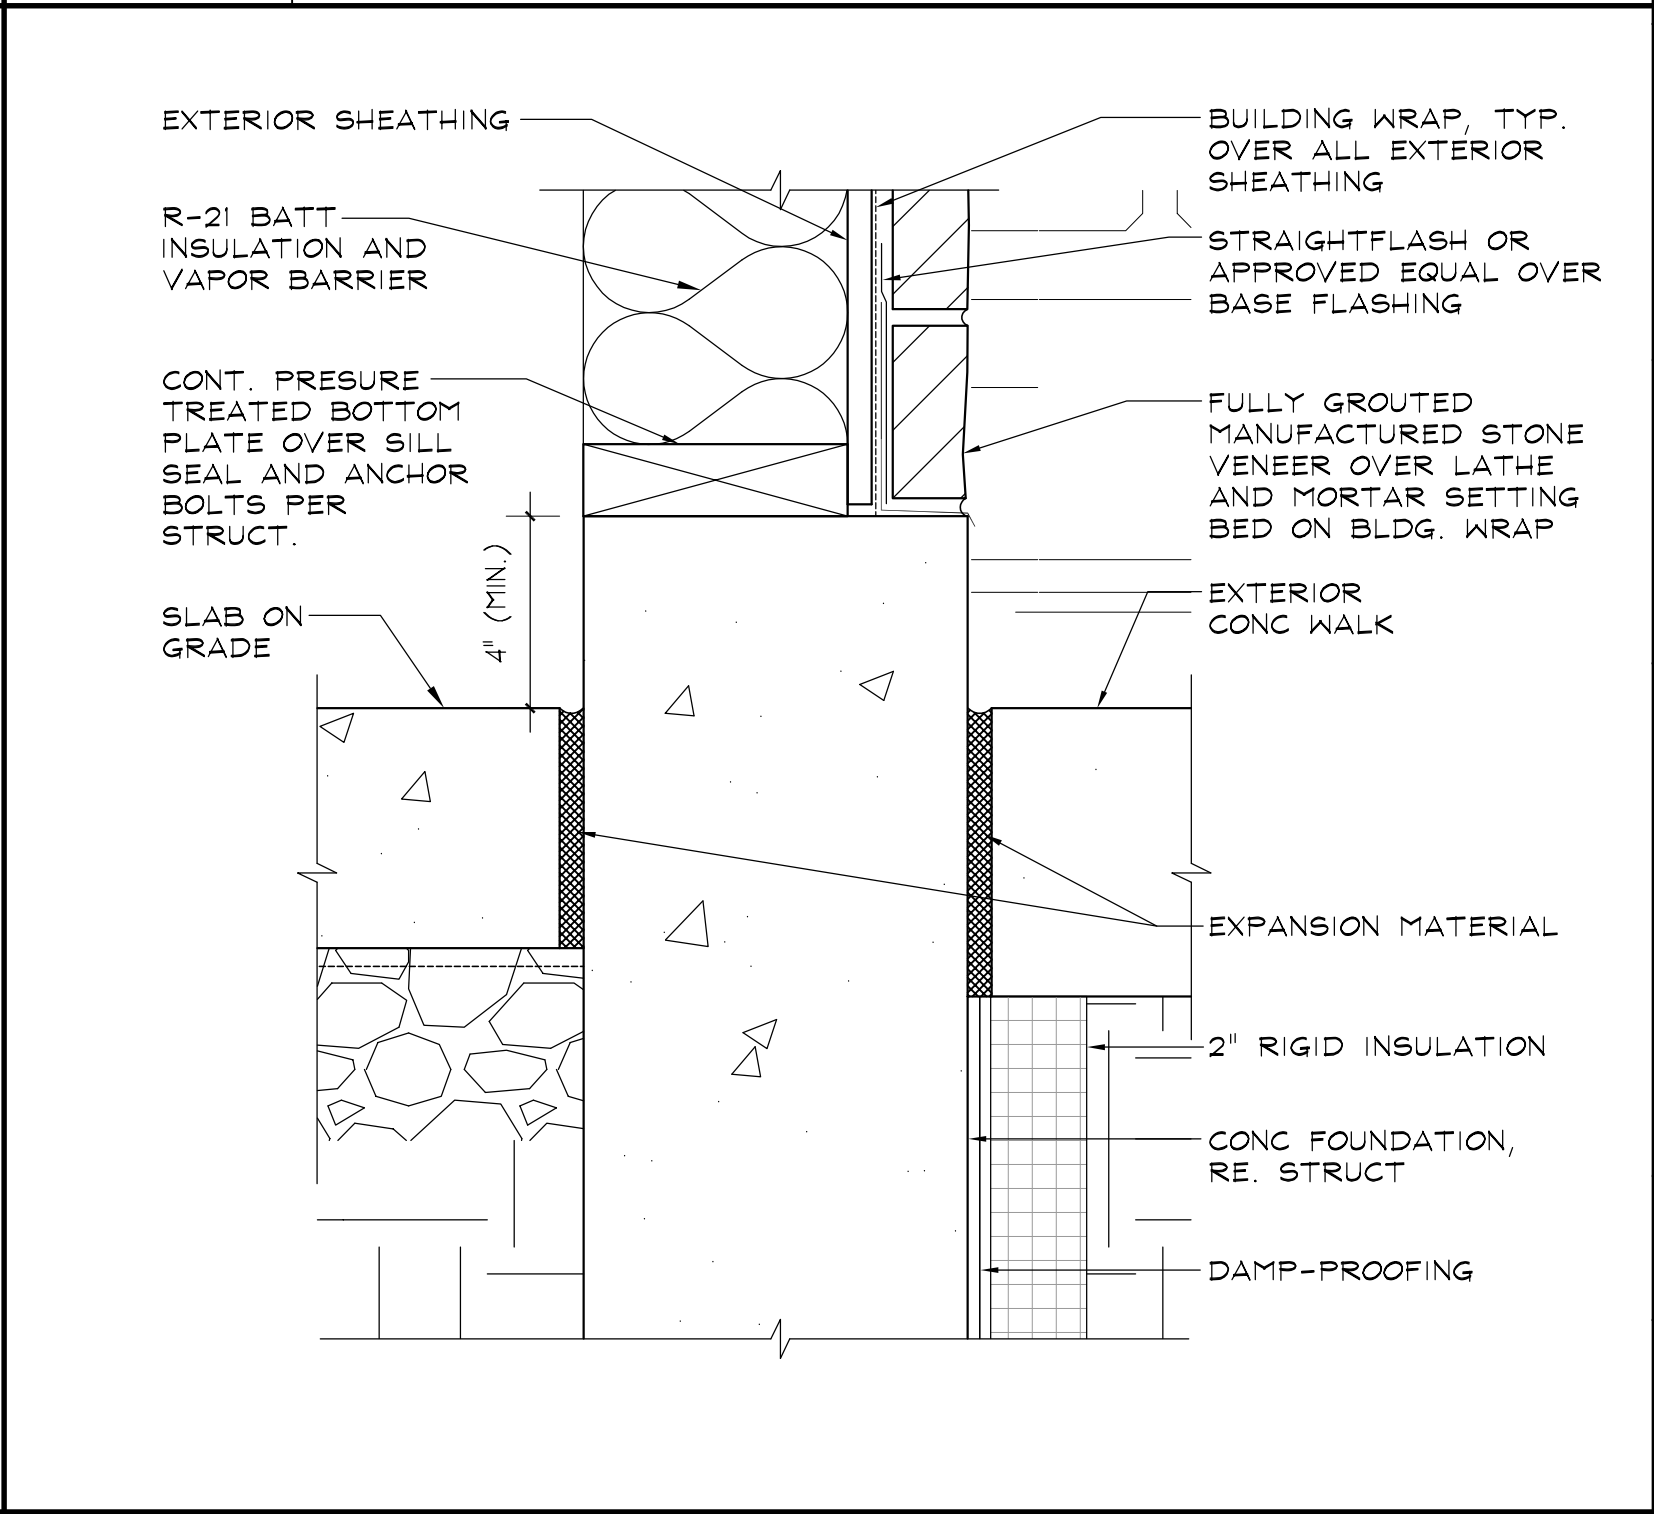 EXTERIOR SHEATHING
R-21 BATT
INSULATION AND
VAPOR BARRIER
CONT. PRESURE
TREATED BOTTOM
PLATE OVER SILL
SEAL AND ANCHOR
BOLTS PER
STRUCT.
4" (MIN.)
SLAB ON
GRADE
BUILDING WRAP, TYP.
OVER ALL EXTERIOR
SHEATHING
STRAIGHTFLASH OR
APPROVED EQUAL OVER
BASE FLASHING
FULLY GROUTED
MANUFACTURED STONE
VENEER OVER LATHE
AND MORTAR SETTING
BED ON BLDG. WRAP
EXTERIOR
CONC WALK
EXPANSION MATERIAL
2" RIGID INSULATION
CONC FOUNDATION,
RE. STRUCT
DAMP-PROOFING